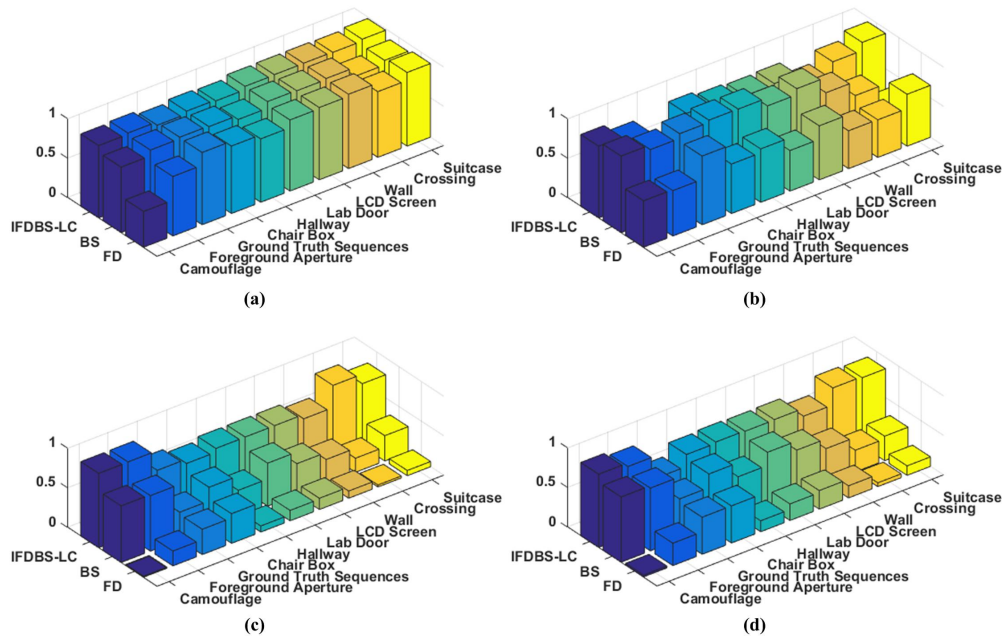 1
0.5
0
IFDBS-LC
BS
FD
Suitcase
Crossing
Wall
LCD Screen
Lab Door
Hallway
Chair Box
Ground Truth Sequences
Foreground Aperture
Camouflage
(a)
1
0.5
0
IFDBS-LC
BS
FD
Suitcase
Crossing
Wall
LCD Screen
Lab Door
Hallway
Chair Box
Ground Truth Sequences
Foreground Aperture
Camouflage
(b)
1
0.5
0
IFDBS-LC
BS
FD
Suitcase
Crossing
Wall
LCD Screen
Lab Door
Hallway
Chair Box
Ground Truth Sequences
Foreground Aperture
Camouflage
(c)
1
0.5
0
IFDBS-LC
BS
FD
Suitcase
Crossing
Wall
LCD Screen
Lab Door
Hallway
Chair Box
Ground Truth Sequences
Foreground Aperture
Camouflage
(d)